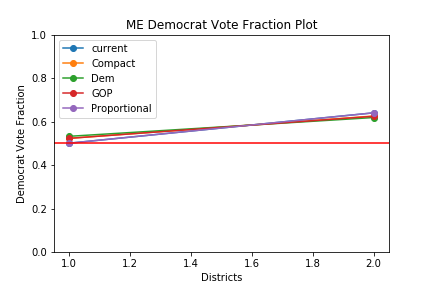 ME Democrat Vote Fraction Plot
1.0
0.8
0.6
0.4
0.2
0.0
Democrat Vote Fraction
current
Compact
Dem
GOP
Proportional
1.0 1.2 1.4 1.6 1.8 2.0
Districts